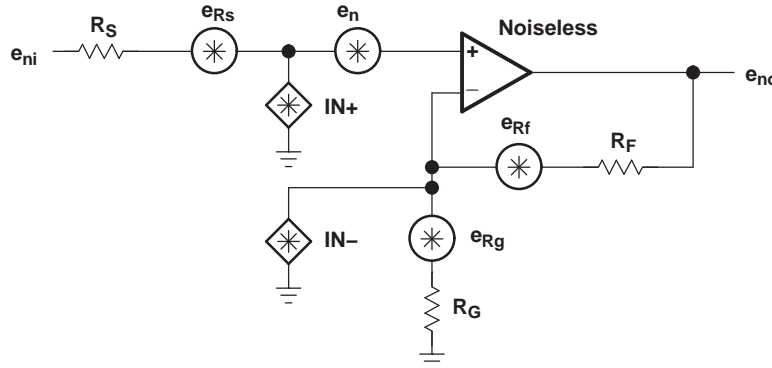 eRs
en
Noiseless
RS
eni
+
eno
IN+
−
eRf
RF
IN−
eRg
RG